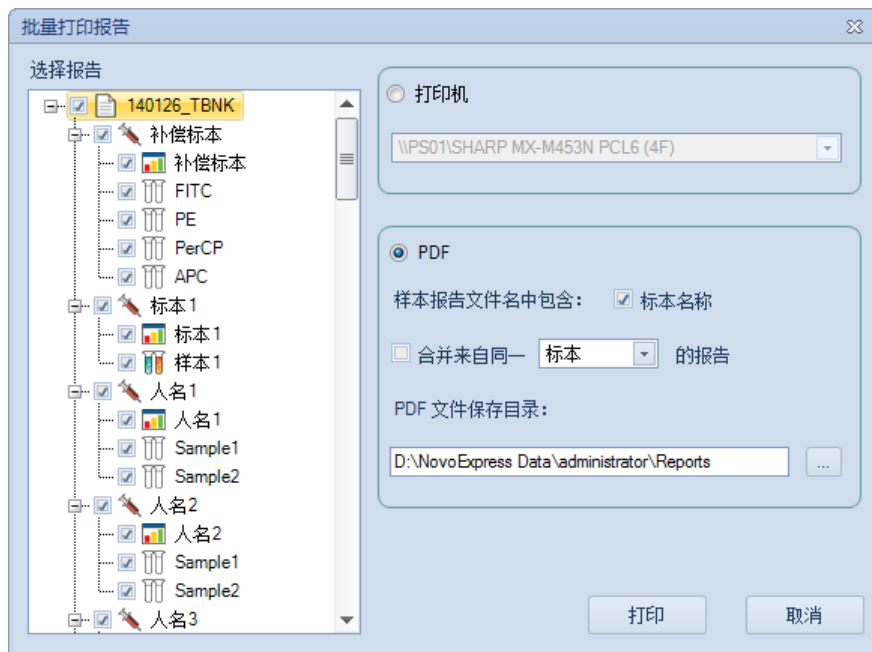 批量打印报告
选择报告
140126_TBNK
补偿标本
补偿标本
FITC
PE
PerCP
APC
标本1
标本1
样本1
人名1
人名1
Sample1
Sample2
人名2
人名2
Sample1
Sample2
人名3
打印机
\\PS01\SHARP MX-M453N PCL6 (4F)
PDF
样本报告文件名中包含： 标本名称
合并来自同一 标本 的报告
PDF 文件保存目录：
D:\NovoExpress Data\administrator\Reports
...
打印 取消